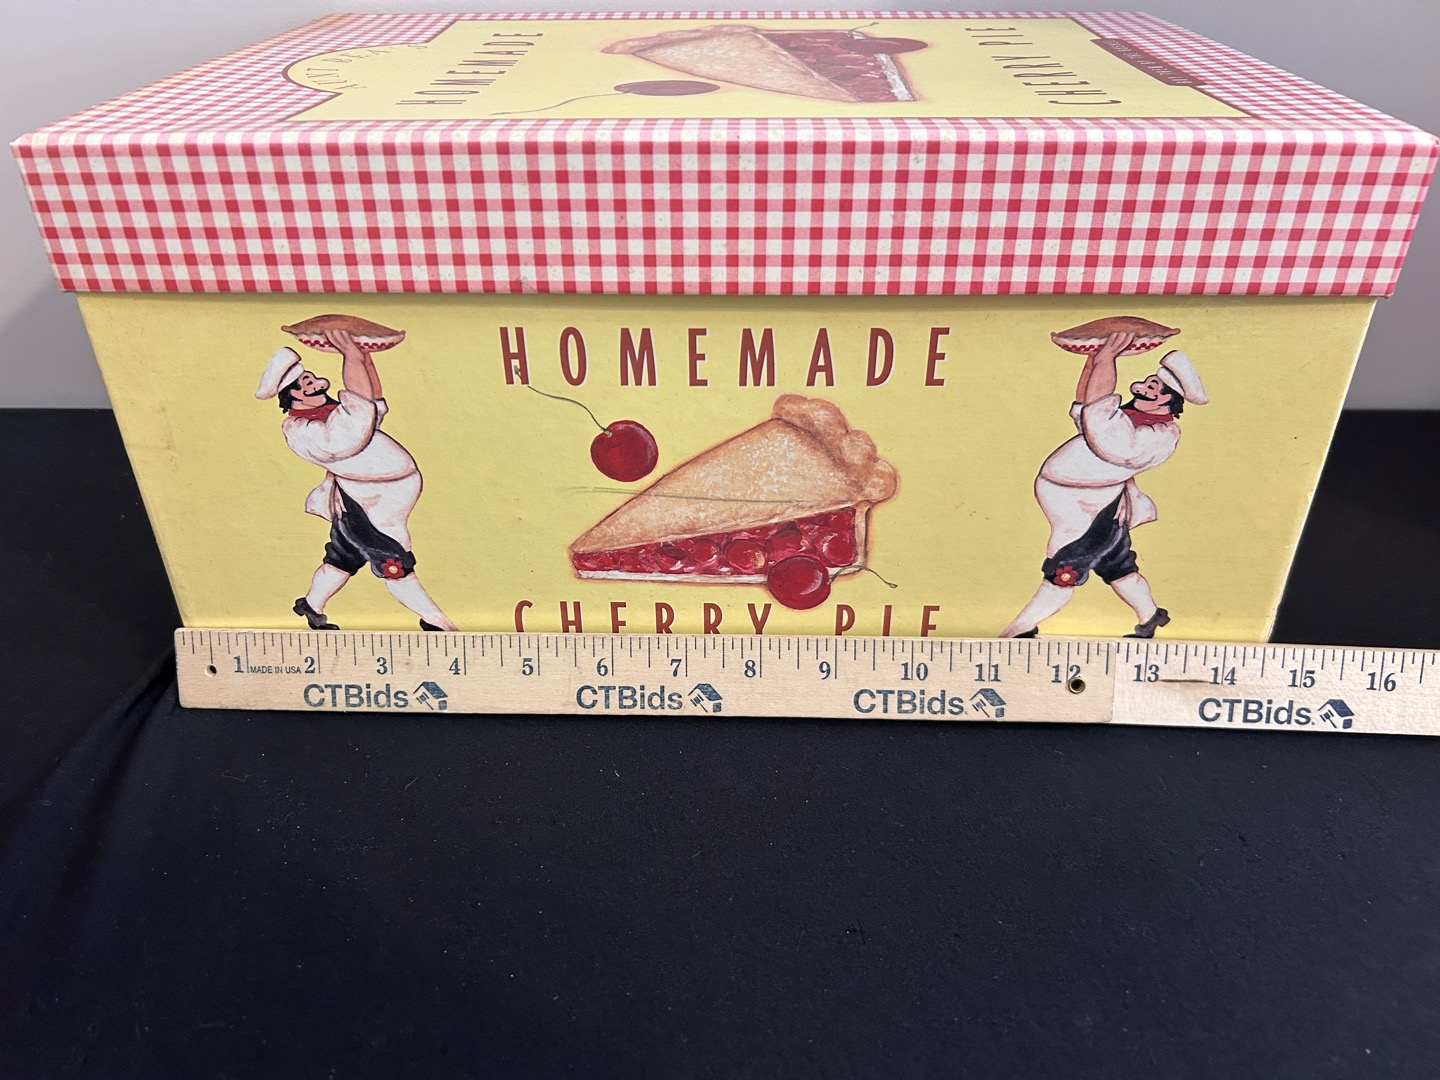 HOMEMADE
CHERRY PIE
HOMEMADE
CHERRY PIE
1 MADE IN USA 2 3 4 5 6 7 8 9 10 11 12 13 14 15 16
CTBids CTBids CTBids. CTBids.